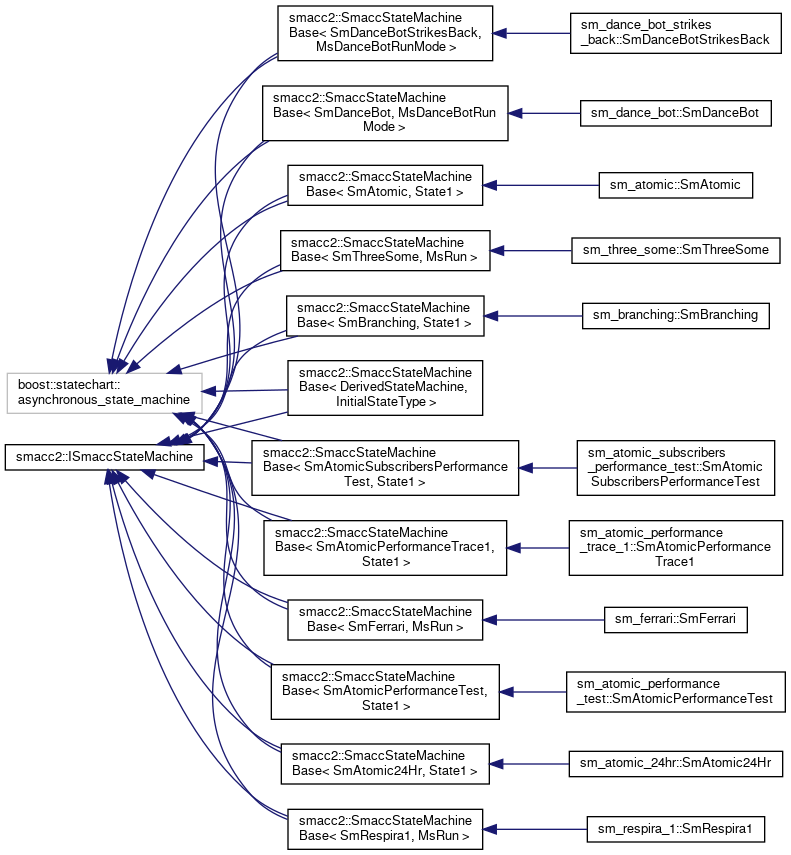 smacc2::SmaccStateMachine
Base< SmDanceBotStrikesBack,
MsDanceBotRunMode >
sm_dance_bot_strikes
_back::SmDanceBotStrikesBack
smacc2::SmaccStateMachine
Base< SmDanceBot, MsDanceBotRun
Mode >
sm_dance_bot::SmDanceBot
smacc2::SmaccStateMachine
Base< SmAtomic, State1 >
sm_atomic::SmAtomic
smacc2::SmaccStateMachine
Base< SmThreeSome, MsRun >
sm_three_some::SmThreeSome
smacc2::SmaccStateMachine
Base< SmBranching, State1 >
sm_branching::SmBranching
boost::statechart::
asynchronous_state_machine
smacc2::SmaccStateMachine
Base< DerivedStateMachine,
InitialStateType >
smacc2::ISmaccStateMachine
smacc2::SmaccStateMachine
Base< SmAtomicSubscribersPerformance
Test, State1 >
sm_atomic_subscribers
_performance_test::SmAtomic
SubscribersPerformanceTest
smacc2::SmaccStateMachine
Base< SmAtomicPerformanceTrace1,
State1 >
sm_atomic_performance
_trace_1::SmAtomicPerformance
Trace1
smacc2::SmaccStateMachine
Base< SmFerrari, MsRun >
sm_ferrari::SmFerrari
smacc2::SmaccStateMachine
Base< SmAtomicPerformanceTest,
State1 >
sm_atomic_performance
_test::SmAtomicPerformanceTest
smacc2::SmaccStateMachine
Base< SmAtomic24Hr, State1 >
sm_atomic_24hr::SmAtomic24Hr
smacc2::SmaccStateMachine
Base< SmRespira1, MsRun >
sm_respira_1::SmRespira1